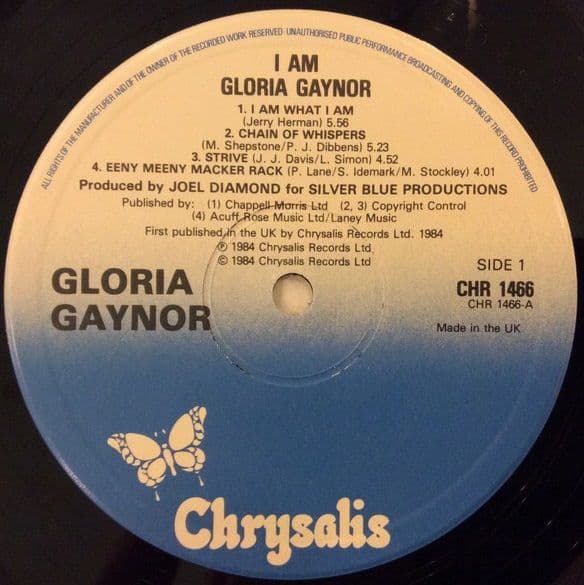 ALL RIGHTS OF THE MANUFACTURER AND OF THE OWNER OF THE RECORDED WORK RESERVED · UNAUTHORISED PUBLIC PERFORMANCE BROADCASTING AND COPYING OF THIS RECORD PROHIBITED
I AM
GLORIA GAYNOR
1. I AM WHAT I AM
(Jerry Herman) 5.56
2. CHAIN OF WHISPERS
(M. Shepstone/P. J. Dibbens) 5.23
3. STRIVE (J. J. Davis/L. Simon) 4.52
4. EENY MEENY MACKER RACK (P. Lane/S. Idemark/M. Stockley) 4.01
Produced by JOEL DIAMOND for SILVER BLUE PRODUCTIONS
Published by: (1) Chappell Morris Ltd (2, 3) Copyright Control
(4) Acuff Rose Music Ltd/Laney Music
First published in the UK by Chrysalis Records Ltd. 1984
℗ 1984 Chrysalis Records Ltd
© 1984 Chrysalis Records Ltd
GLORIA
GAYNOR
SIDE 1
CHR 1466
CHR 1466-A
Made in the UK
Chrysalis